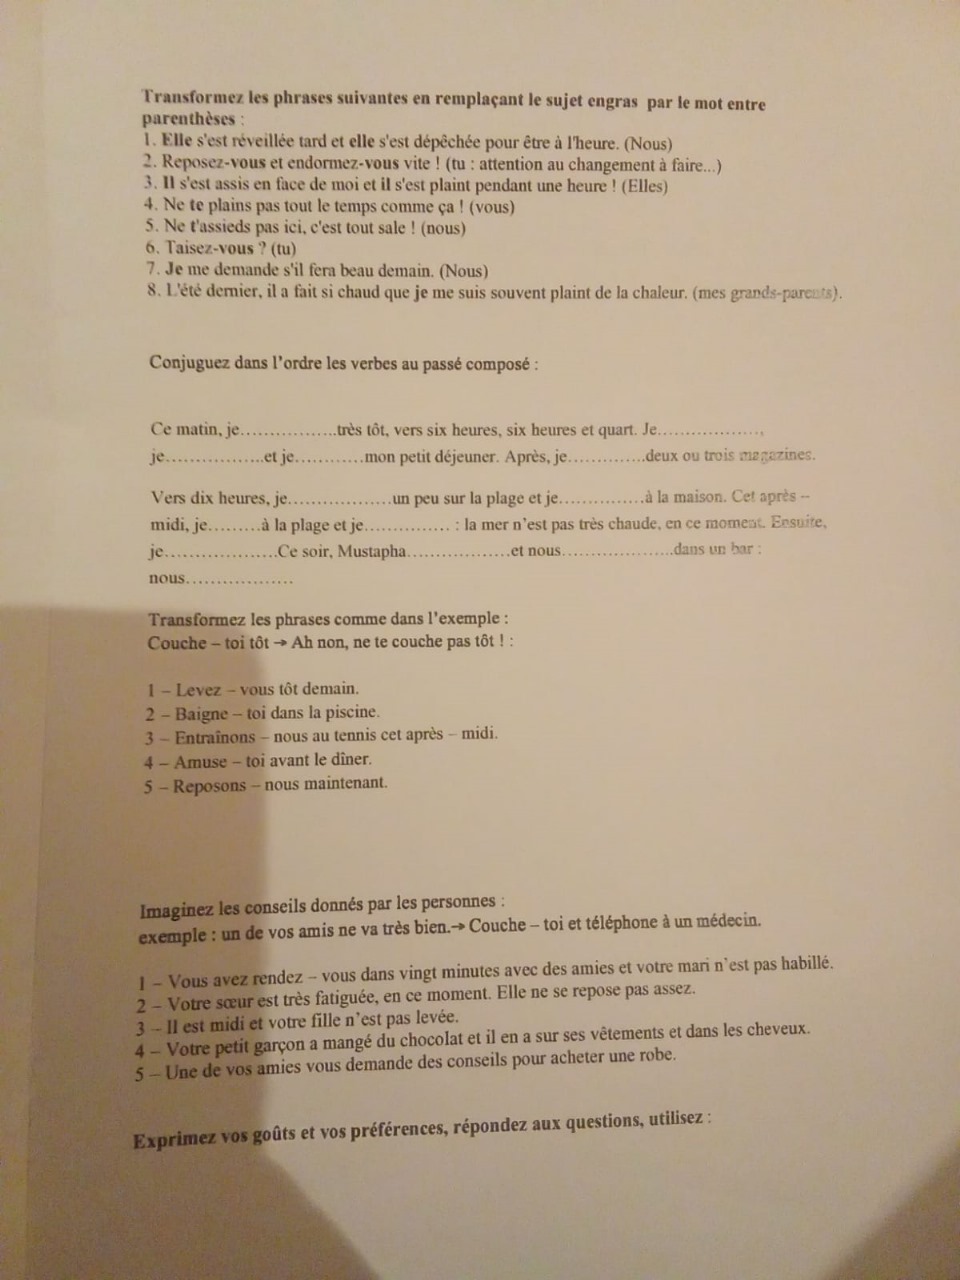 Transformez les phrases suivantes en remplaçant le sujet engras par le mot entre
parenthèses :
1. Elle s'est réveillée tard et elle s'est dépêchée pour être à l'heure. (Nous)
2. Reposez-vous et endormez-vous vite ! (tu : attention au changement à faire...)
3. Il s'est assis en face de moi et il s'est plaint pendant une heure ! (Elles)
4. Ne te plains pas tout le temps comme ça ! (vous)
5. Ne t'assieds pas ici, c'est tout sale ! (nous)
6. Taisez-vous ? (tu)
7. Je me demande s'il fera beau demain. (Nous)
8. L'été dernier, il a fait si chaud que je me suis souvent plaint de la chaleur. (mes grands-parents).
Conjuguez dans l'ordre les verbes au passé composé :
Ce matin, je.................très tôt, vers six heures, six heures et quart. Je..................,
je.................et je............mon petit déjeuner. Après, je.............deux ou trois magazines.
Vers dix heures, je..................un peu sur la plage et je...............à la maison. Cet après –
midi, je.........à la plage et je............... : la mer n'est pas très chaude, en ce moment. Ensuite,
je....................Ce soir, Mustapha..................et nous....................dans un bar :
nous..................
Transformez les phrases comme dans l'exemple :
Couche – toi tôt → Ah non, ne te couche pas tôt ! :
1 – Levez – vous tôt demain.
2 – Baigne – toi dans la piscine.
3 – Entraînons – nous au tennis cet après – midi.
4 – Amuse – toi avant le dîner.
5 – Reposons – nous maintenant.
Imaginez les conseils donnés par les personnes :
exemple : un de vos amis ne va très bien.→ Couche – toi et téléphone à un médecin.
1 – Vous avez rendez – vous dans vingt minutes avec des amies et votre mari n'est pas habillé.
2 – Votre sœur est très fatiguée, en ce moment. Elle ne se repose pas assez.
3 – Il est midi et votre fille n'est pas levée.
4 – Votre petit garçon a mangé du chocolat et il en a sur ses vêtements et dans les cheveux.
5 – Une de vos amies vous demande des conseils pour acheter une robe.
Exprimez vos goûts et vos préférences, répondez aux questions, utilisez :